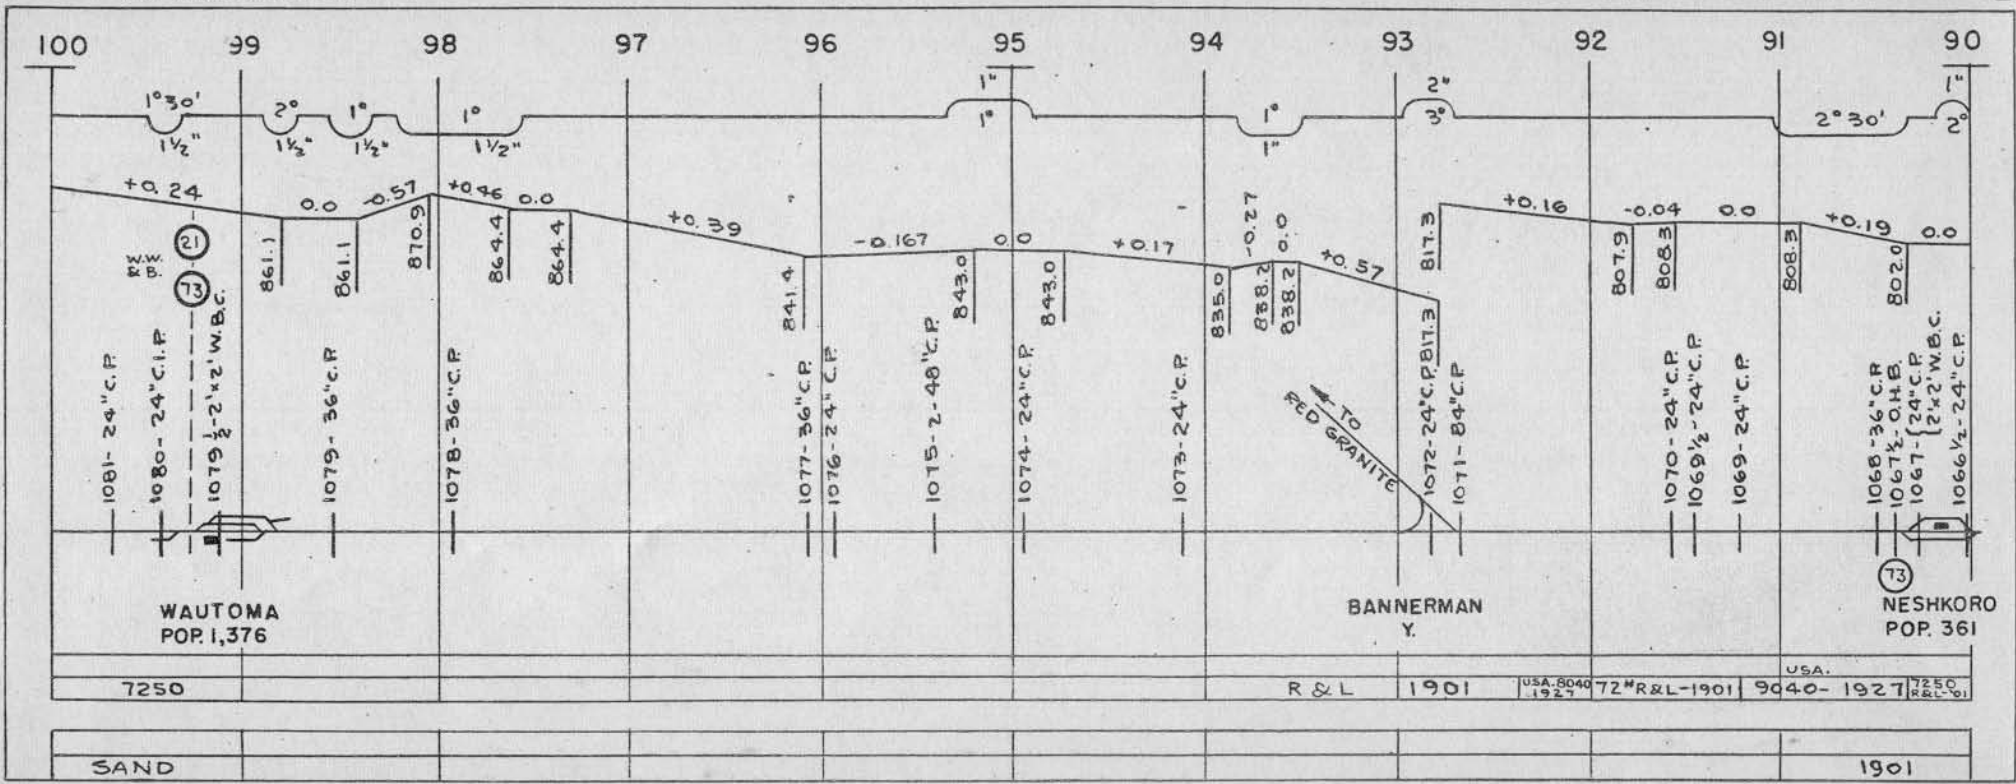 100 99 98 97 96 95 94 93 92 91 90
1°30' 2° 1° 1° 1" 1° 2" 2° 30' 1"
1½" 1½" 1½" 1½" 1° 1" 3° 2°
+0.24 0.0 -0.57 +0.46 0.0 +0.39 -0.167 0.0 +0.17 -0.27 0.0 +0.57 +0.16 -0.04 0.0 +0.19 0.0
861.1 861.1 870.9 864.4 864.4 841.4 843.0 843.0 835.0 838.2 838.2 817.3 817.3 807.9 808.3 808.3 802.0
21
W.W.
& B.
73
1081-24"C.P.
1080-24"C.I.P.
1079½-2'x2'W.B.C.
1079-36"C.P.
1078-36"C.P.
1077-36"C.P.
1076-24"C.P.
1075-2-48"C.P.
1074-24"C.P.
1073-24"C.P.
TO
RED GRANITE
1072-24"C.P.
1071-84"C.P.
1070-24"C.P.
1069½-24"C.P.
1069-24"C.P.
1068-36"C.P.
1067½-O.H.B.
1067-24"C.P.
2'x2'W.B.C.
1066½-24"C.P.
73
WAUTOMA
POP. 1,376
BANNERMAN
Y.
NESHKORO
POP. 361
7250 R & L 1901 USA.8040 1927 72#R&L-1901 USA. 9040-1927 7250 R&L-'01
SAND 1901